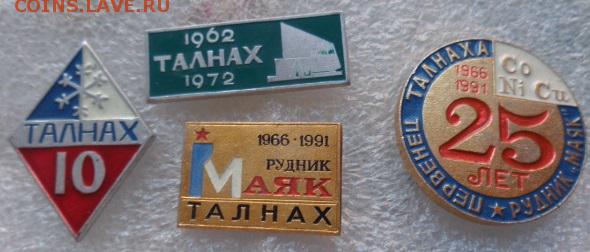 COINS.LAVE.RU
ТАЛНАХ
10
1962
ТАЛНАХ
1972
1966 · 1991
РУДНИК
МАЯК
ТАЛНАХ
ПЕРВЕНЕЦ ТАЛНАХА
1966
1991
Co
Ni Cu
25
ЛЕТ
РУДНИК "МАЯК"